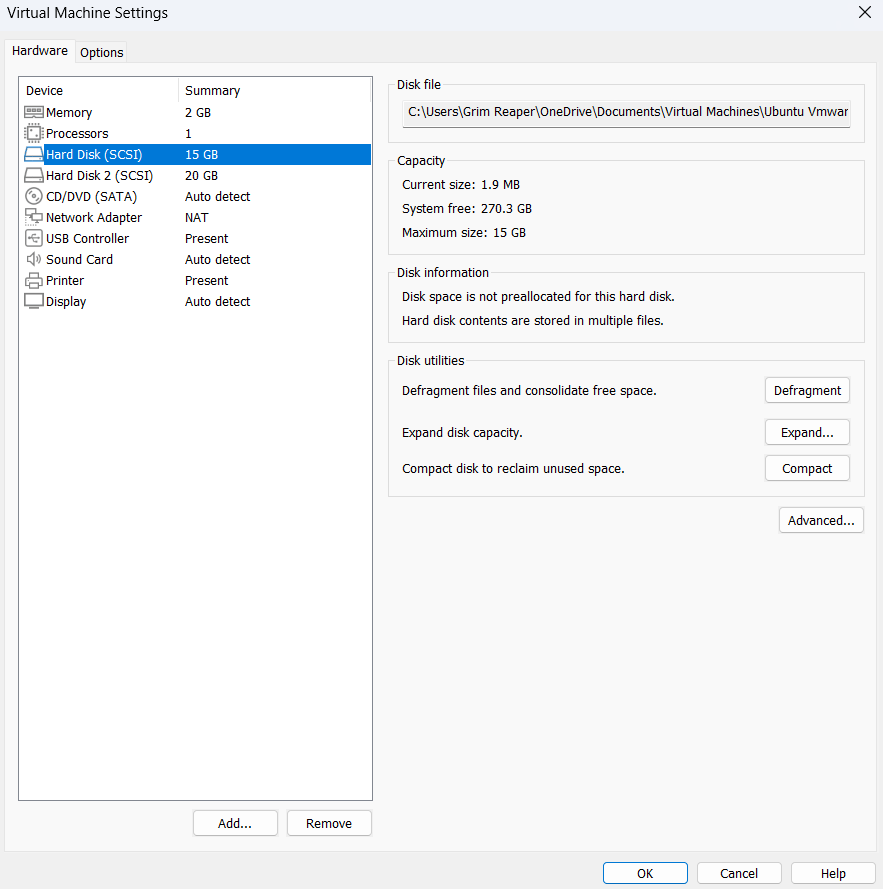 Virtual Machine Settings
Hardware
Options
Device Summary
Memory 2 GB
Processors 1
Hard Disk (SCSI) 15 GB
Hard Disk 2 (SCSI) 20 GB
CD/DVD (SATA) Auto detect
Network Adapter NAT
USB Controller Present
Sound Card Auto detect
Printer Present
Display Auto detect
Add...
Remove
Disk file
C:\Users\Grim Reaper\OneDrive\Documents\Virtual Machines\Ubuntu Vmwar
Capacity
Current size: 1.9 MB
System free: 270.3 GB
Maximum size: 15 GB
Disk information
Disk space is not preallocated for this hard disk.
Hard disk contents are stored in multiple files.
Disk utilities
Defragment files and consolidate free space. Defragment
Expand disk capacity. Expand...
Compact disk to reclaim unused space. Compact
Advanced...
OK
Cancel
Help